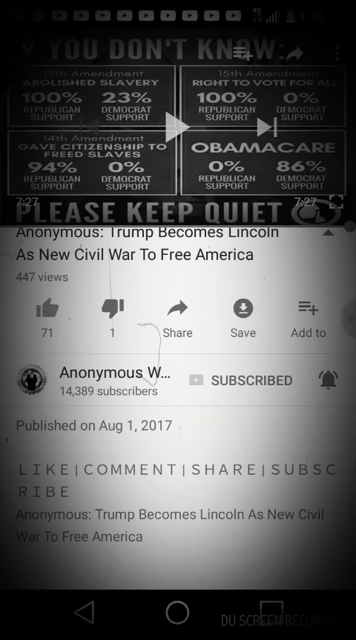 YOU DON'T KNOW:
13th Amendment
ABOLISHED SLAVERY
100% 23%
REPUBLICAN DEMOCRAT
SUPPORT SUPPORT
15th Amendment
RIGHT TO VOTE FOR ALL
100% 0%
REPUBLICAN DEMOCRAT
SUPPORT SUPPORT
14th Amendment
GAVE CITIZENSHIP TO
FREED SLAVES
94% 0%
REPUBLICAN DEMOCRAT
SUPPORT SUPPORT
OBAMACARE
0% 86%
REPUBLICAN DEMOCRAT
SUPPORT SUPPORT
7:27 7:27
PLEASE KEEP QUIET
Anonymous: Trump Becomes Lincoln
As New Civil War To Free America
447 views
71 1 Share Save Add to
Anonymous W... SUBSCRIBED
14,389 subscribers
Published on Aug 1, 2017
LIKE | COMMENT | SHARE | SUBSC
RIBE
Anonymous: Trump Becomes Lincoln As New Civil
War To Free America
DU SCREEN RECORDER